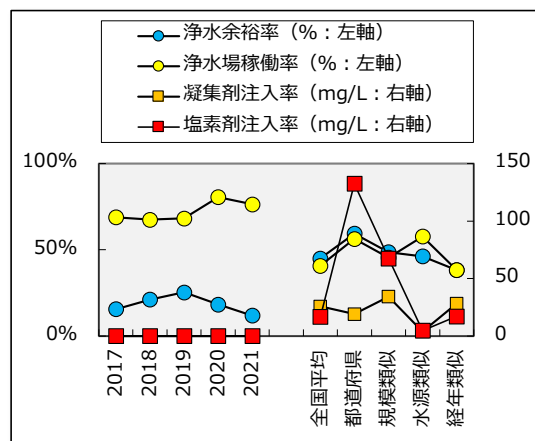 浄水余裕率（%：左軸）
浄水場稼働率（%：左軸）
凝集剤注入率（mg/L：右軸）
塩素剤注入率（mg/L：右軸）
100%
50%
0%
150
100
50
0
2017
2018
2019
2020
2021
全国平均
都道府県
規模類似
水源類似
経年類似